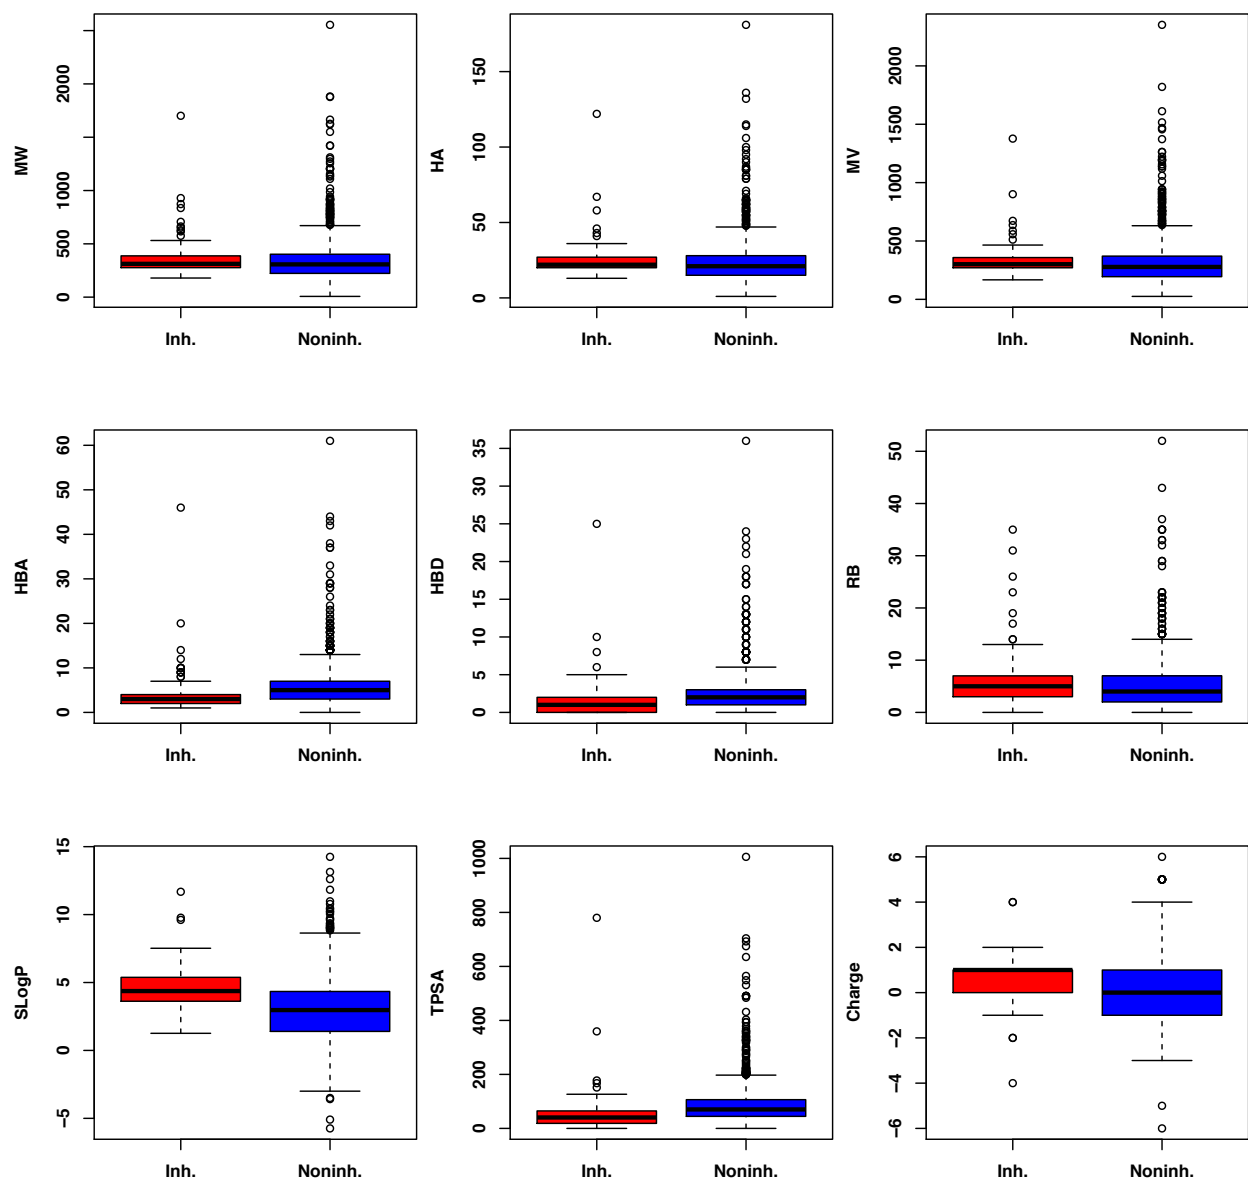 MW
0
500
1000
2000
Inh.
Noninh.
HA
0
50
100
150
Inh.
Noninh.
MV
0
500
1000
1500
2000
Inh.
Noninh.
HBA
0
10
20
30
40
50
60
Inh.
Noninh.
HBD
0
5
10
15
20
25
30
35
Inh.
Noninh.
RB
0
10
20
30
40
50
Inh.
Noninh.
SLogP
−5
0
5
10
15
Inh.
Noninh.
TPSA
0
200
400
600
800
1000
Inh.
Noninh.
Charge
−6
−4
−2
0
2
4
6
Inh.
Noninh.